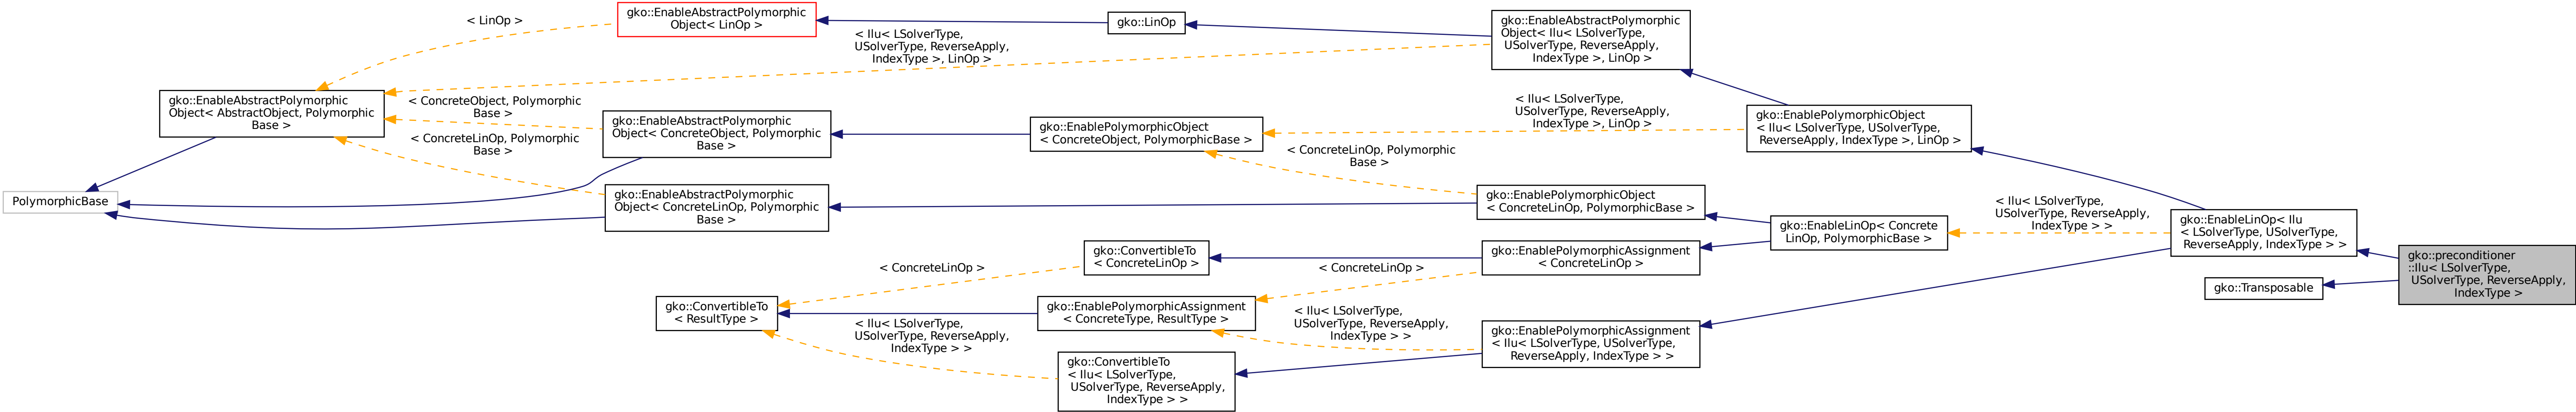 gko::EnableAbstractPolymorphic
Object< LinOp >
< LinOp >
gko::LinOp
gko::EnableAbstractPolymorphic
Object< Ilu< LSolverType,
USolverType, ReverseApply,
IndexType >, LinOp >
< Ilu< LSolverType,
USolverType, ReverseApply,
IndexType >, LinOp >
gko::EnableAbstractPolymorphic
Object< AbstractObject, Polymorphic
Base >
< ConcreteObject, Polymorphic
Base >
gko::EnableAbstractPolymorphic
Object< ConcreteObject, Polymorphic
Base >
< ConcreteLinOp, Polymorphic
Base >
gko::EnablePolymorphicObject
< ConcreteObject, PolymorphicBase >
< Ilu< LSolverType,
USolverType, ReverseApply,
IndexType >, LinOp >
gko::EnablePolymorphicObject
< Ilu< LSolverType, USolverType,
ReverseApply, IndexType >, LinOp >
< ConcreteLinOp, Polymorphic
Base >
PolymorphicBase
gko::EnableAbstractPolymorphic
Object< ConcreteLinOp, Polymorphic
Base >
gko::EnablePolymorphicObject
< ConcreteLinOp, PolymorphicBase >
gko::EnableLinOp< Concrete
LinOp, PolymorphicBase >
< Ilu< LSolverType,
USolverType, ReverseApply,
IndexType > >
gko::EnableLinOp< Ilu
< LSolverType, USolverType,
ReverseApply, IndexType > >
gko::preconditioner
::Ilu< LSolverType,
USolverType, ReverseApply,
IndexType >
gko::Transposable
gko::ConvertibleTo
< ConcreteLinOp >
< ConcreteLinOp >
gko::EnablePolymorphicAssignment
< ConcreteLinOp >
< ConcreteLinOp >
gko::ConvertibleTo
< ResultType >
gko::EnablePolymorphicAssignment
< ConcreteType, ResultType >
< Ilu< LSolverType,
USolverType, ReverseApply,
IndexType > >
< Ilu< LSolverType,
USolverType, ReverseApply,
IndexType > >
gko::EnablePolymorphicAssignment
< Ilu< LSolverType, USolverType,
ReverseApply, IndexType > >
gko::ConvertibleTo
< Ilu< LSolverType,
USolverType, ReverseApply,
IndexType > >